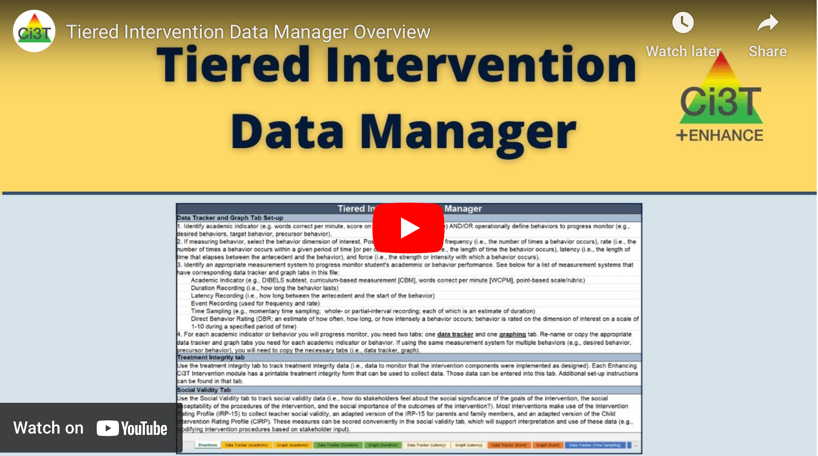 Ci3T Tiered Intervention Data Manager Overview
Watch later Share
Tiered Intervention
Data Manager
Ci3T
+ENHANCE
Tiered In Manager
Data Tracker and Graph Tab Set-up
1. Identify academic indicator (e.g. words correct per minute, score on AND/OR operationally define behaviors to progress monitor (e.g.,
desired behaviors, target behavior, precursor behavior).
2. If measuring behavior, select the behavior dimension of interest. frequency (i.e., the number of times a behavior occurs), rate (i.e., the
number of times a behavior occurs within a given period of time [or per the length of time the behavior occurs), latency (i.e., the length of
time that elapses between the antecedent and the behavior), and force (i.e., the strength or intensity with which a behavior occurs).
3. Identify an appropriate measurement system to progress monitor student's academmic or behavior performance. See below for a list of measurement systems that
have corresponding data tracker and graph tabs in this file:
Academic Indicator (e.g., DIBELS subtest, curriculum-based measurement [CBM], words correct per minute [WCPM], point-based scale/rubric)
Duration Recording (i.e., how long the behavior lasts)
Latency Recording (i.e., how long between the antecedent and the start of the behavior)
Event Recording (used for frequency and rate)
Time Sampling (e.g., momentary time sampling; whole- or partial-interval recording; each of which is an estimate of duration)
Direct Behavior Rating (DBR; an estimate of how often, how long, or how intensely a behavior occurs; behavior is rated on the dimension of interest on a scale of
1-10 during a specified period of time)
4. For each academic indicator or behavior you will progress monitor, you need two tabs: one data tracker and one graphing tab. Re-name or copy the appropriate
data tracker and graph tabs you need for each academic indicator or behavior. If using the same measurement system for multiple behaviors (e.g., desired behavior,
precursor behavior), you will need to copy the necessary tabs (i.e., data tracker, graph).
Treatment Integrity tab
Use the treatment integrity tab to track treatment integrity data (i.e., data to monitor that the intervention components were implemented as designed). Each Enhancing
Ci3T Intervention module has a printable treatment integrity form that can be used to collect data. Those data can be entered into this tab. Additional set-up instructions
can be found in that tab.
Social Validity Tab
Use the Social Validity tab to track social validity data (i.e., how do stakeholders feel about the social significance of the goals of the intervention, the social
acceptability of the procedures of the intervention, and the social importance of the outcomes of the intervention?). Most interventions make use of the Intervention
Rating Profile (IRP-15) to collect teacher social validity, an adapted version of the IRP-15 for parents and family members, and an adapted version of the Child
Intervention Rating Profile (CIRP). These measures can be scored conveniently in the social validity tab, which will support interpretation and use of these data (e.g.,
modifying intervention procedures based on stakeholder input).
Directions Data Tracker (Academic) Graph (Academic) Data Tracker (Duration) Graph (Duration) Data Tracker (Latency) Graph (Latency) Data Tracker (Event) Graph (Event) Data Tracker (Time Sampling)
Watch on YouTube